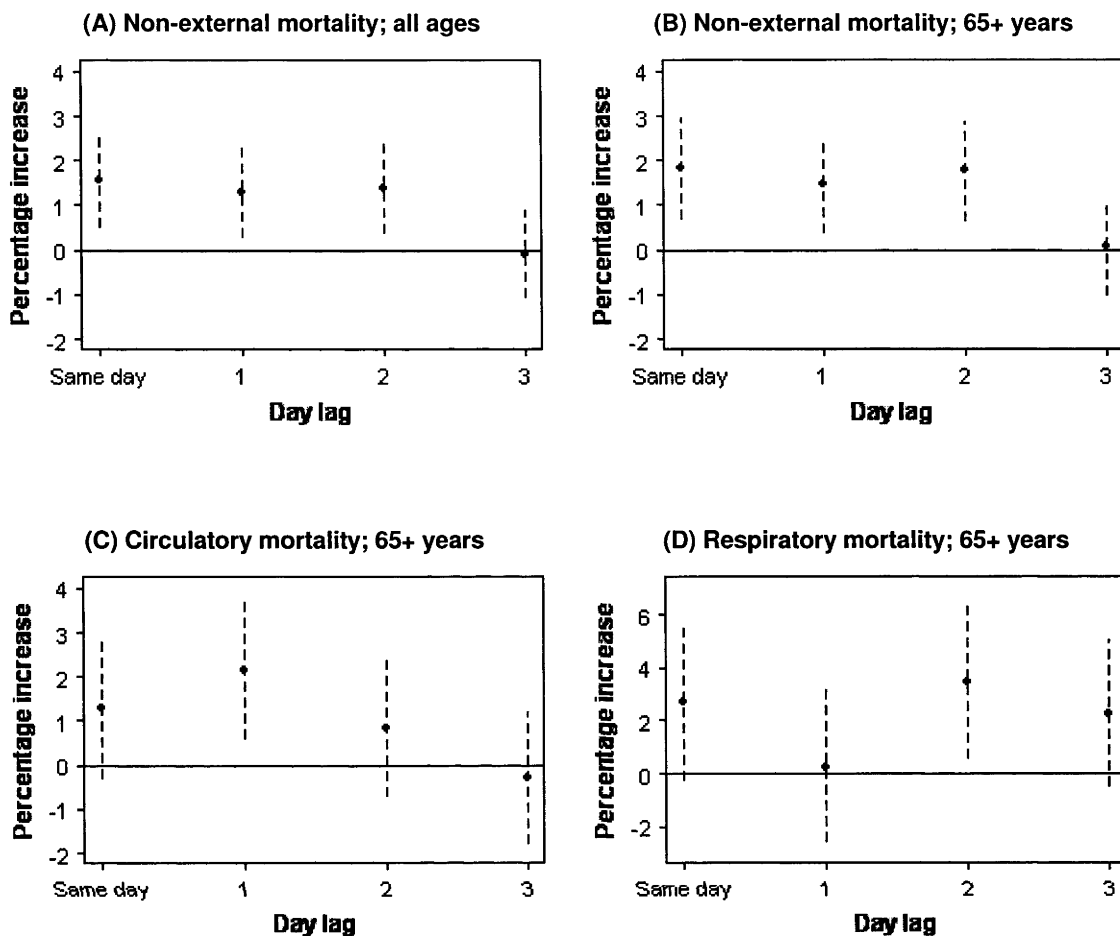 (A) Non-external mortality; all ages
Percentage increase
4
3
2
1
0
-1
-2
Same day
1
2
3
Day lag
(B) Non-external mortality; 65+ years
Percentage increase
4
3
2
1
0
-1
-2
Same day
1
2
3
Day lag
(C) Circulatory mortality; 65+ years
Percentage increase
4
3
2
1
0
-1
-2
Same day
1
2
3
Day lag
(D) Respiratory mortality; 65+ years
Percentage increase
6
4
2
0
-2
Same day
1
2
3
Day lag